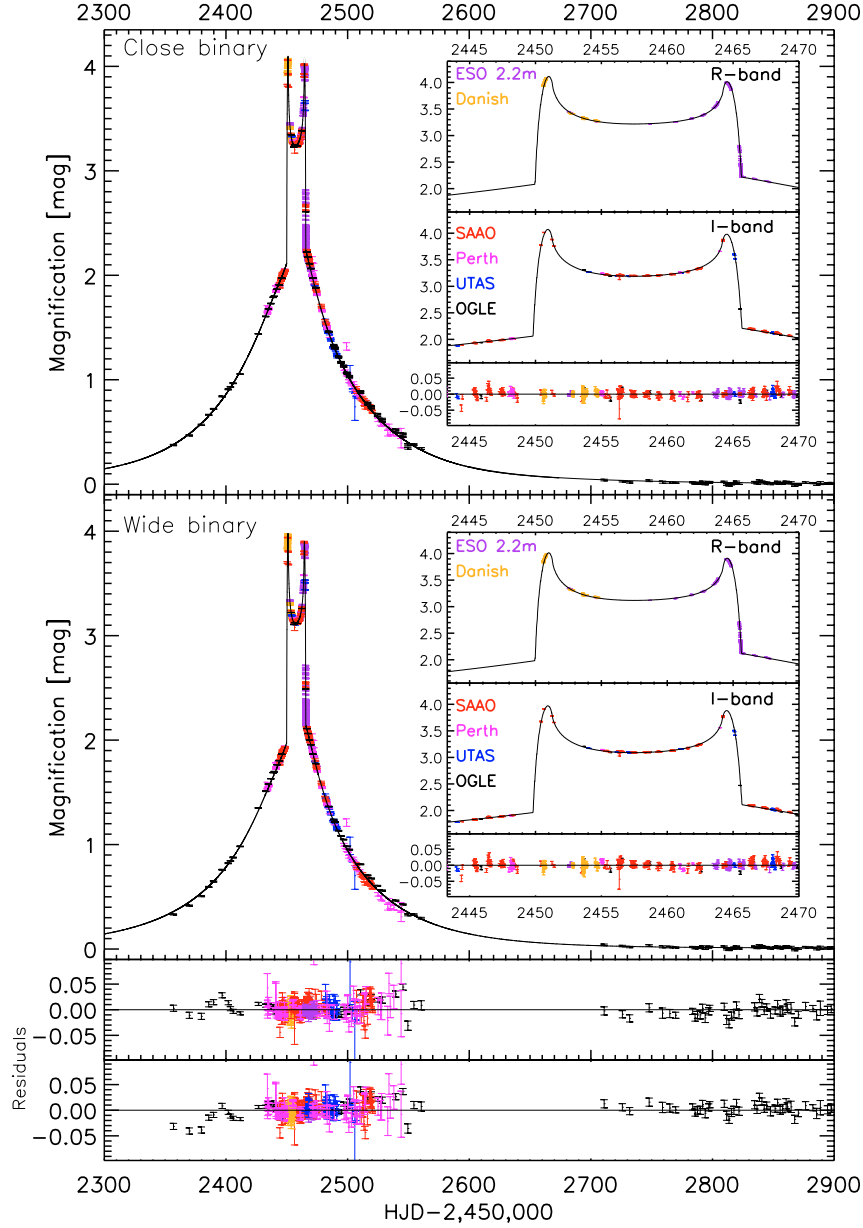 2300 2400 2500 2600 2700 2800 2900
Close binary
Magnification [mag]
4
3
2
1
0
2445 2450 2455 2460 2465 2470
ESO 2.2m R-band
Danish
4.0
3.5
3.0
2.5
2.0
SAAO I-band
Perth
UTAS
OGLE
4.0
3.5
3.0
2.5
2.0
0.05
0.00
−0.05
2445 2450 2455 2460 2465 2470
Wide binary
Magnification [mag]
4
3
2
1
0
2445 2450 2455 2460 2465 2470
ESO 2.2m R-band
Danish
4.0
3.5
3.0
2.5
2.0
SAAO I-band
Perth
UTAS
OGLE
4.0
3.5
3.0
2.5
2.0
0.05
0.00
−0.05
2445 2450 2455 2460 2465 2470
Residuals
0.05
0.00
−0.05
0.05
0.00
−0.05
2300 2400 2500 2600 2700 2800 2900
HJD−2,450,000